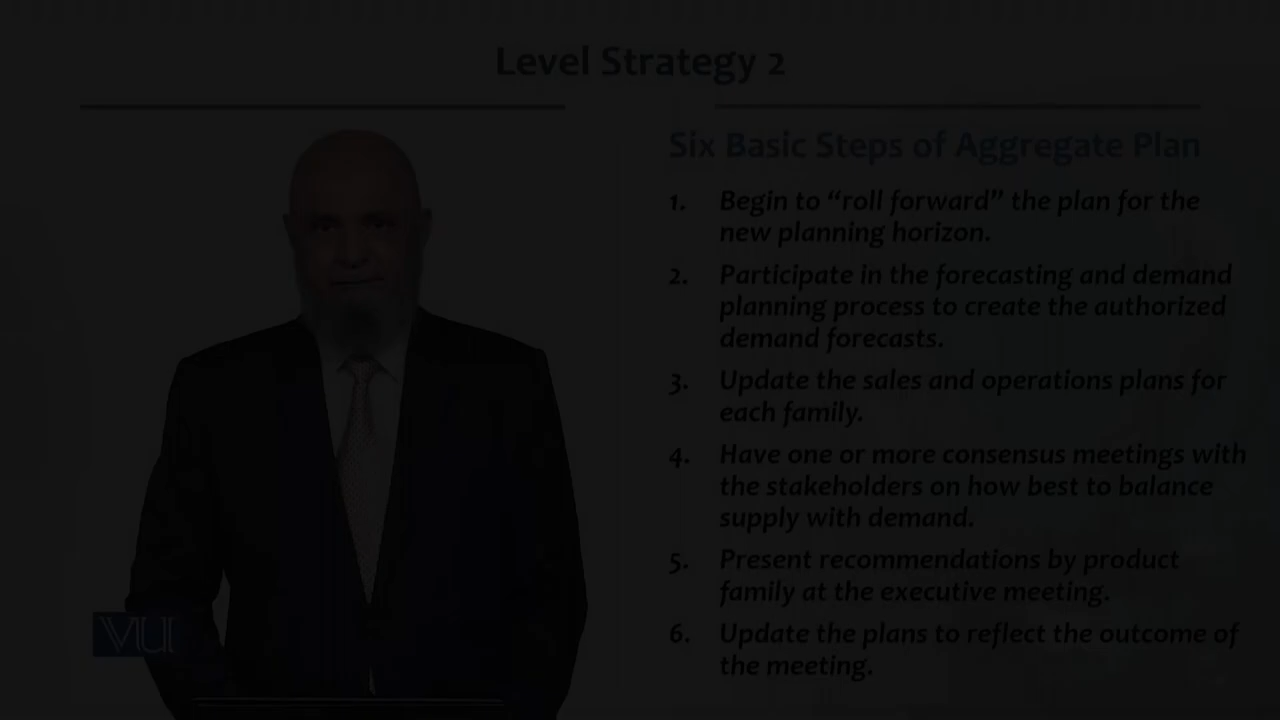 Level Strategy 2
Six Basic Steps of Aggregate Plan
1. Begin to “roll forward” the plan for the
new planning horizon.
2. Participate in the forecasting and demand
planning process to create the authorized
demand forecasts.
3. Update the sales and operations plans for
each family.
4. Have one or more consensus meetings with
the stakeholders on how best to balance
supply with demand.
5. Present recommendations by product
family at the executive meeting.
6. Update the plans to reflect the outcome of
the meeting.
VU